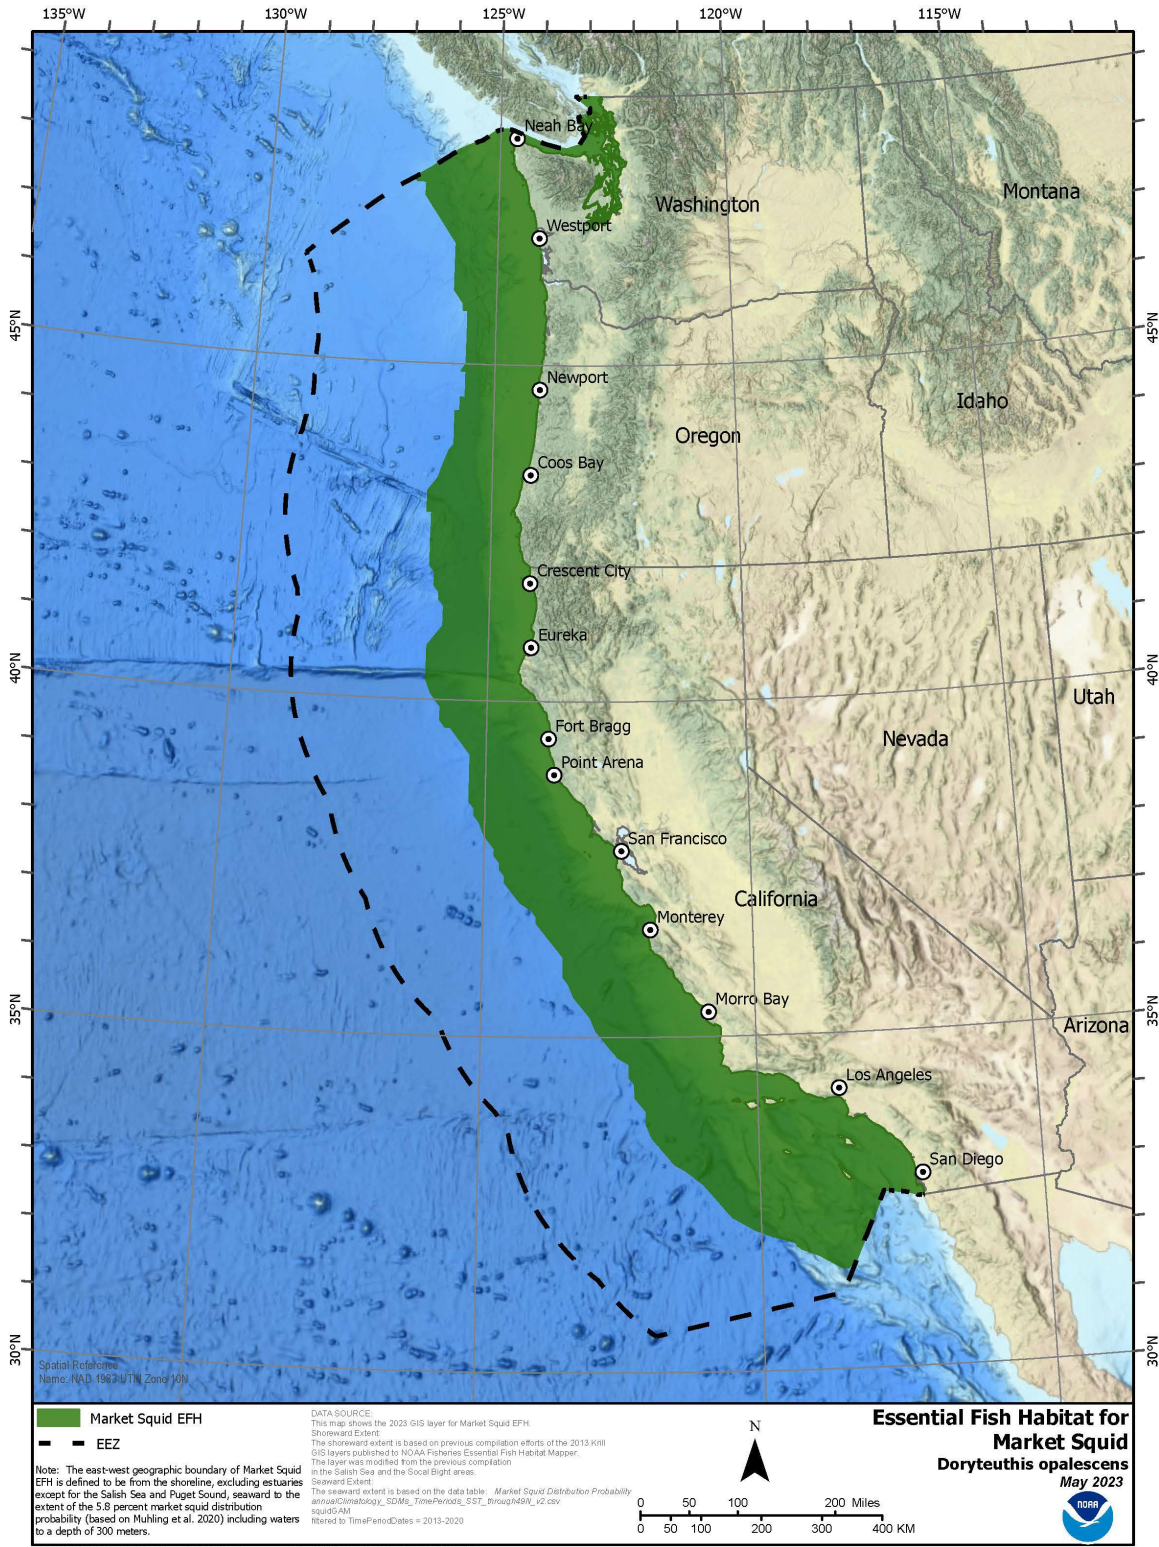 135°W 130°W 125°W 120°W 115°W
Neah Bay
Montana
Washington
Westport
45°N
45°N
Newport
Idaho
Oregon
Coos Bay
Crescent City
Eureka
40°N
40°N
Utah
Fort Bragg
Nevada
Point Arena
San Francisco
California
Monterey
Morro Bay
35°N
35°N
Arizona
Los Angeles
San Diego
30°N
30°N
Spatial Reference
Name: NAD 1983 UTM Zone 10N
Market Squid EFH
EEZ
Note: The east-west geographic boundary of Market Squid
EFH is defined to be from the shoreline, excluding estuaries
except for the Salish Sea and Puget Sound, seaward to the
extent of the 5.8 percent market squid distribution
probability (based on Muhling et al. 2020) including waters
to a depth of 300 meters.
DATA SOURCE:
This map shows the 2023 GIS layer for Market Squid EFH.
Shoreward Extent:
The shoreward extent is based on previous compilation efforts of the 2013 Krill
GIS layers published to NOAA Fisheries Essential Fish Habitat Mapper.
The layer was modified from the previous compilation
in the Salish Sea and the Socal Bight areas.
Seaward Extent:
The seaward extent is based on the data table: Market Squid Distribution Probability
annualClimatology_SDMs_TimePeriods_SST_through49N_v2.csv
squidGAM
filtered to TimePeriodDates = 2013-2020
N
0 50 100 200 Miles
0 50 100 200 300 400 KM
Essential Fish Habitat for
Market Squid
Doryteuthis opalescens
May 2023
NOAA